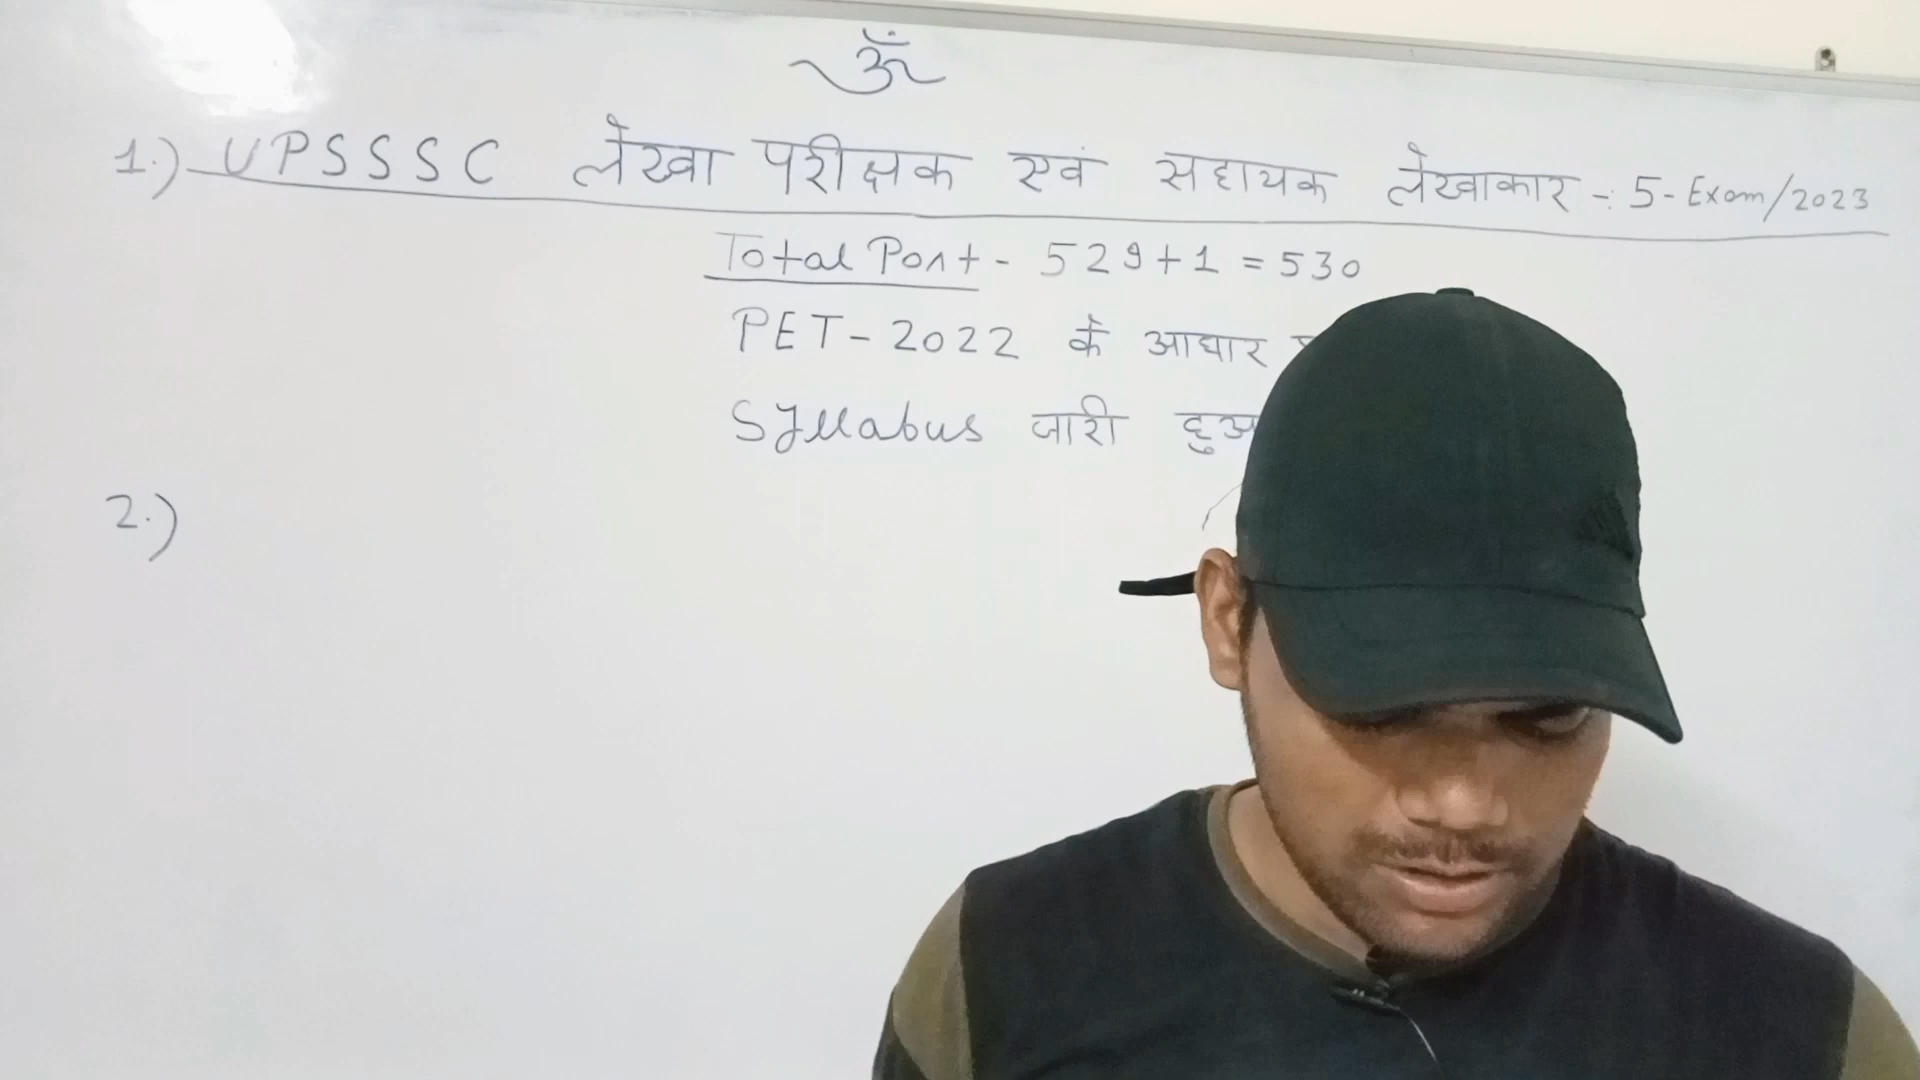 ॐ
1.) UPSSSC लेखा परीक्षक एवं सहायक लेखाकार -: 5-Exam/2023
Total Post - 529+1 = 530
PET-2022 के आधार
Syllabus जारी
2.)